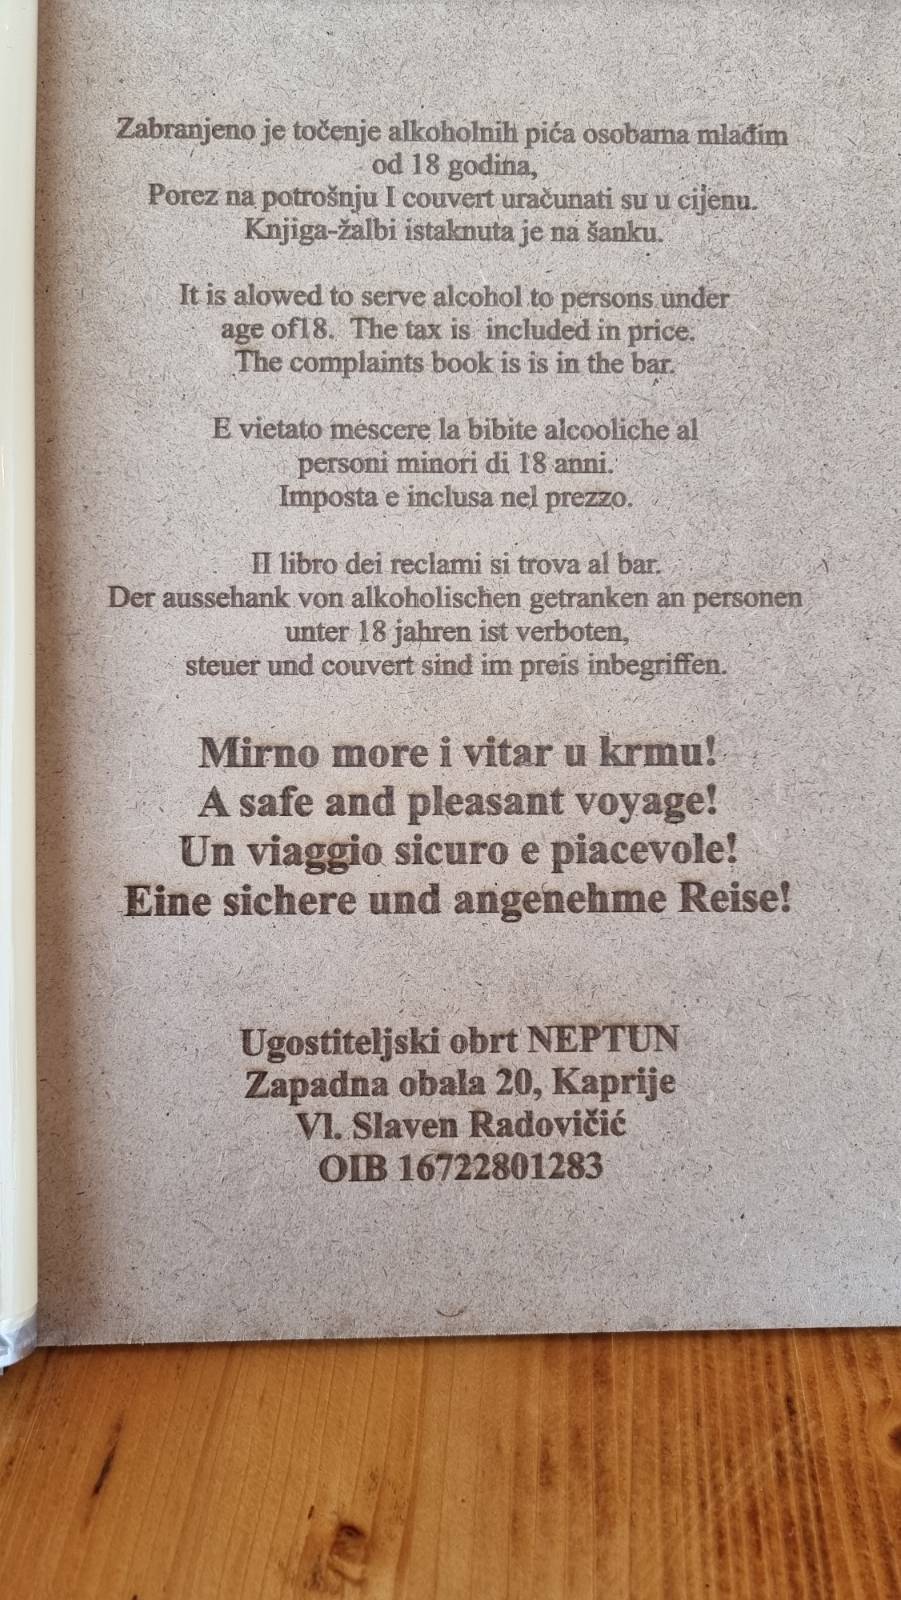 Zabranjeno je točenje alkoholnih pića osobama mlađim
od 18 godina,
Porez na potrošnju I couvert uračunati su u cijenu.
Knjiga-žalbi istaknuta je na šanku.
It is alowed to serve alcohol to persons under
age of18. The tax is included in price.
The complaints book is is in the bar.
E vietato mescere la bibite alcooliche al
personi minori di 18 anni.
Imposta e inclusa nel prezzo.
II libro dei reclami si trova al bar.
Der aussehank von alkoholischen getranken an personen
unter 18 jahren ist verboten,
steuer und couvert sind im preis inbegriffen.
Mirno more i vitar u krmu!
A safe and pleasant voyage!
Un viaggio sicuro e piacevole!
Eine sichere und angenehme Reise!
Ugostiteljski obrt NEPTUN
Zapadna obala 20, Kaprije
Vl. Slaven Radovičić
OIB 16722801283